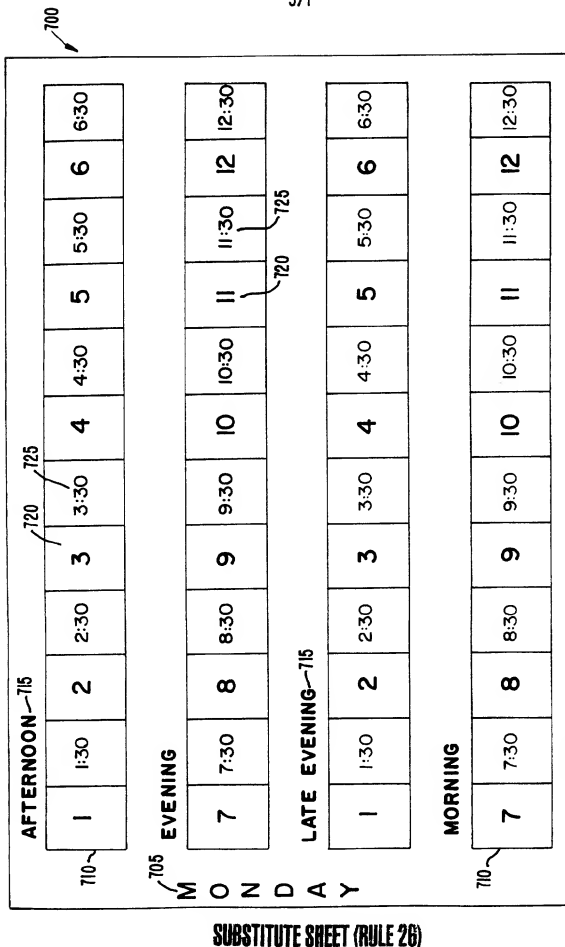 700
AFTERNOON 715
710
1 1:30 2 2:30 3 3:30 4 4:30 5 5:30 6 6:30
720 725
705
MONDAY
EVENING
7 7:30 8 8:30 9 9:30 10 10:30 11 11:30 12 12:30
720 725
LATE EVENING 715
1 1:30 2 2:30 3 3:30 4 4:30 5 5:30 6 6:30
MORNING
710
7 7:30 8 8:30 9 9:30 10 10:30 11 11:30 12 12:30
SUBSTITUTE SHEET (RULE 26)